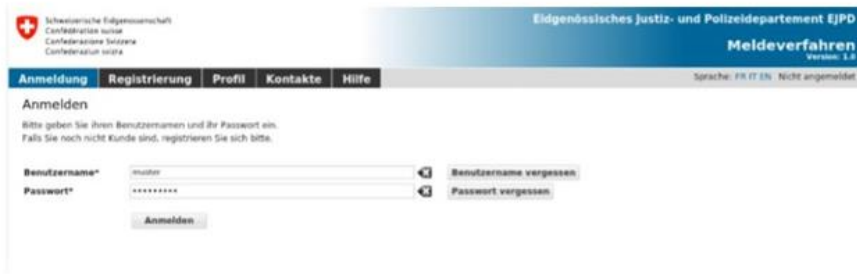 Schweizerische Eidgenossenschaft
Confédération suisse
Confederazione Svizzera
Confederaziun svizra
Eidgenössisches Justiz- und Polizeidepartement EJPD
Meldeverfahren
Version: 1.0
Anmeldung Registrierung Profil Kontakte Hilfe
Sprache: FR IT EN Nicht angemeldet
Anmelden
Bitte geben Sie ihren Benutzernamen und ihr Passwort ein.
Falls Sie noch nicht Kunde sind, registrieren Sie sich bitte.
Benutzername* muster Benutzername vergessen
Passwort* ••••••••• Passwort vergessen
Anmelden